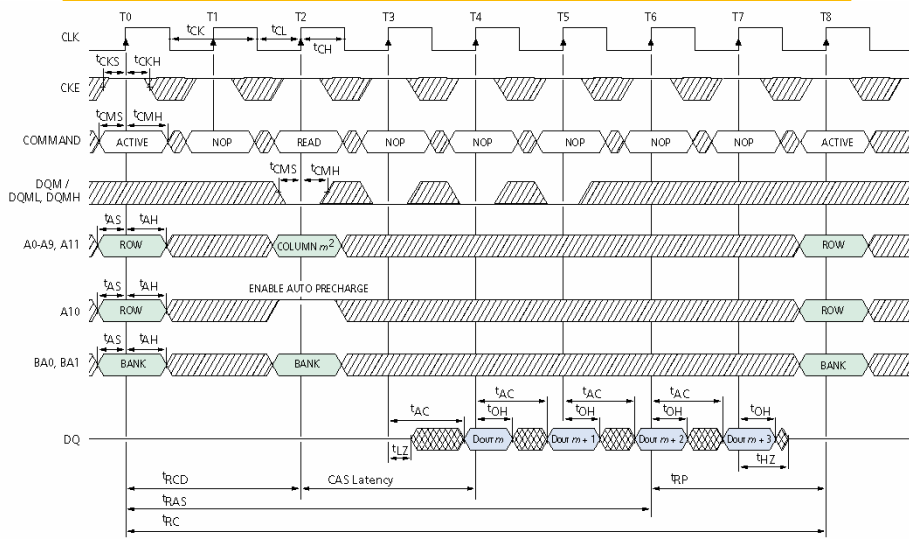 T0 T1 T2 T3 T4 T5 T6 T7 T8
CLK tCK tCL tCH
tCKS tCKH
CKE
tCMS tCMH
COMMAND ACTIVE NOP READ NOP NOP NOP NOP NOP ACTIVE
tCMS tCMH
DQM /
DQML, DQMH
tAS tAH
A0-A9, A11 ROW COLUMN m2 ROW
tAS tAH ENABLE AUTO PRECHARGE
A10 ROW ROW
tAS tAH
BA0, BA1 BANK BANK BANK
tAC tAC tAC tAC
tOH tOH tOH tOH
DQ DOUT m DOUT m + 1 DOUT m + 2 DOUT m + 3
tLZ tHZ
tRCD CAS Latency tRP
tRAS
tRC